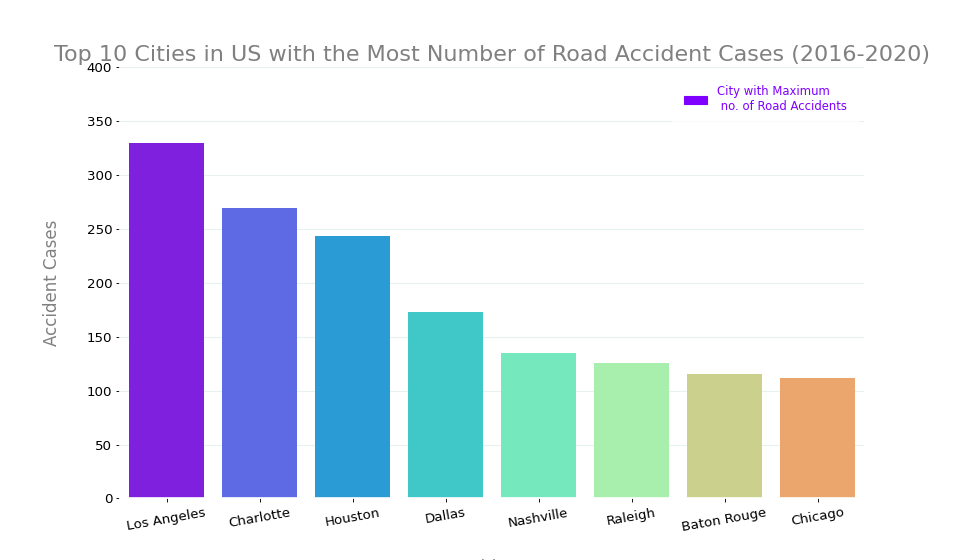 Top 10 Cities in US with the Most Number of Road Accident Cases (2016-2020)
400
350
300
250
200
150
100
50
0
Accident Cases
City with Maximum
no. of Road Accidents
Los Angeles
Charlotte
Houston
Dallas
Nashville
Raleigh
Baton Rouge
Chicago